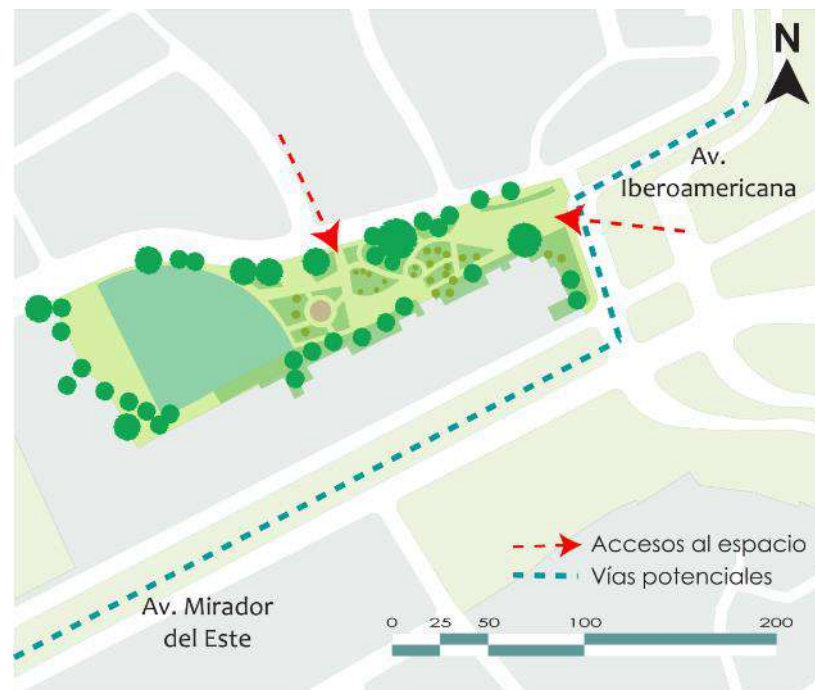 N
Av.
Iberoamericana
Accesos al espacio
Vías potenciales
Av. Mirador
del Este
0 25 50 100 200